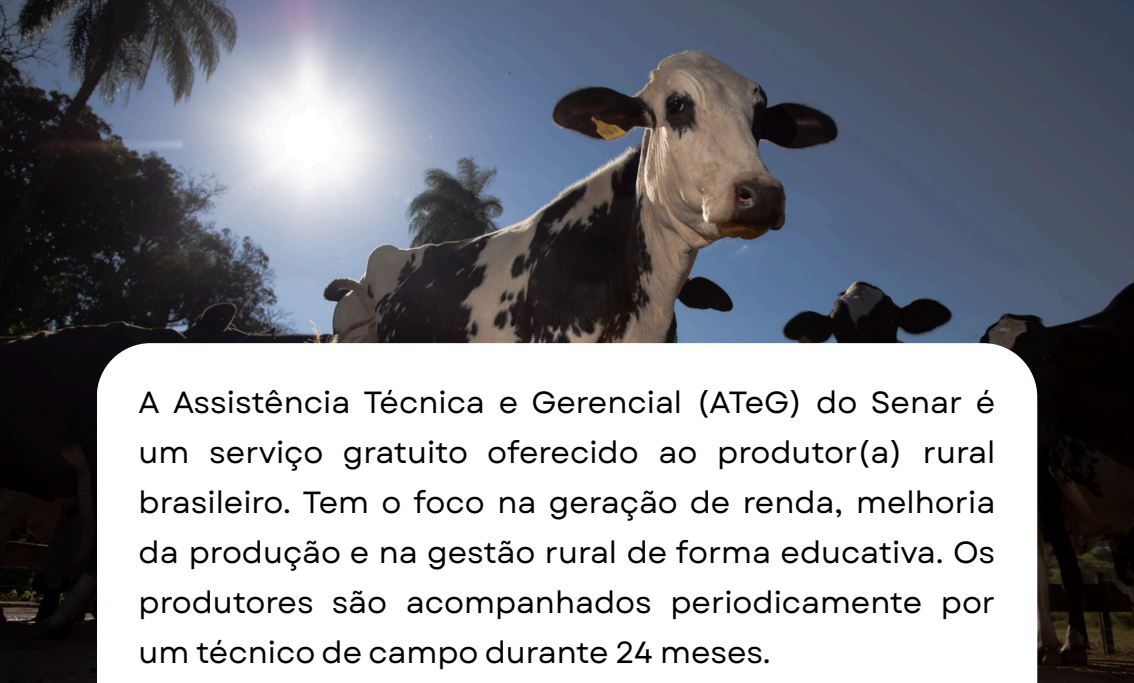 A Assistência Técnica e Gerencial (ATeG) do Senar é
um serviço gratuito oferecido ao produtor(a) rural
brasileiro. Tem o foco na geração de renda, melhoria
da produção e na gestão rural de forma educativa. Os
produtores são acompanhados periodicamente por
um técnico de campo durante 24 meses.